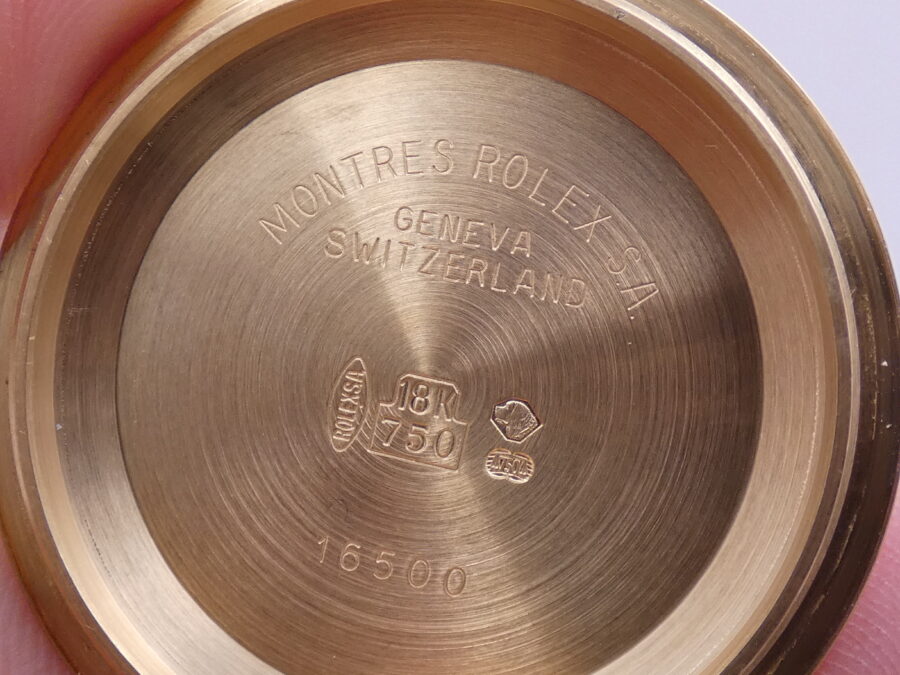 MONTRES ROLEX S.A.
GENEVA
SWITZERLAND
ROLEXSA
18K
750
16500